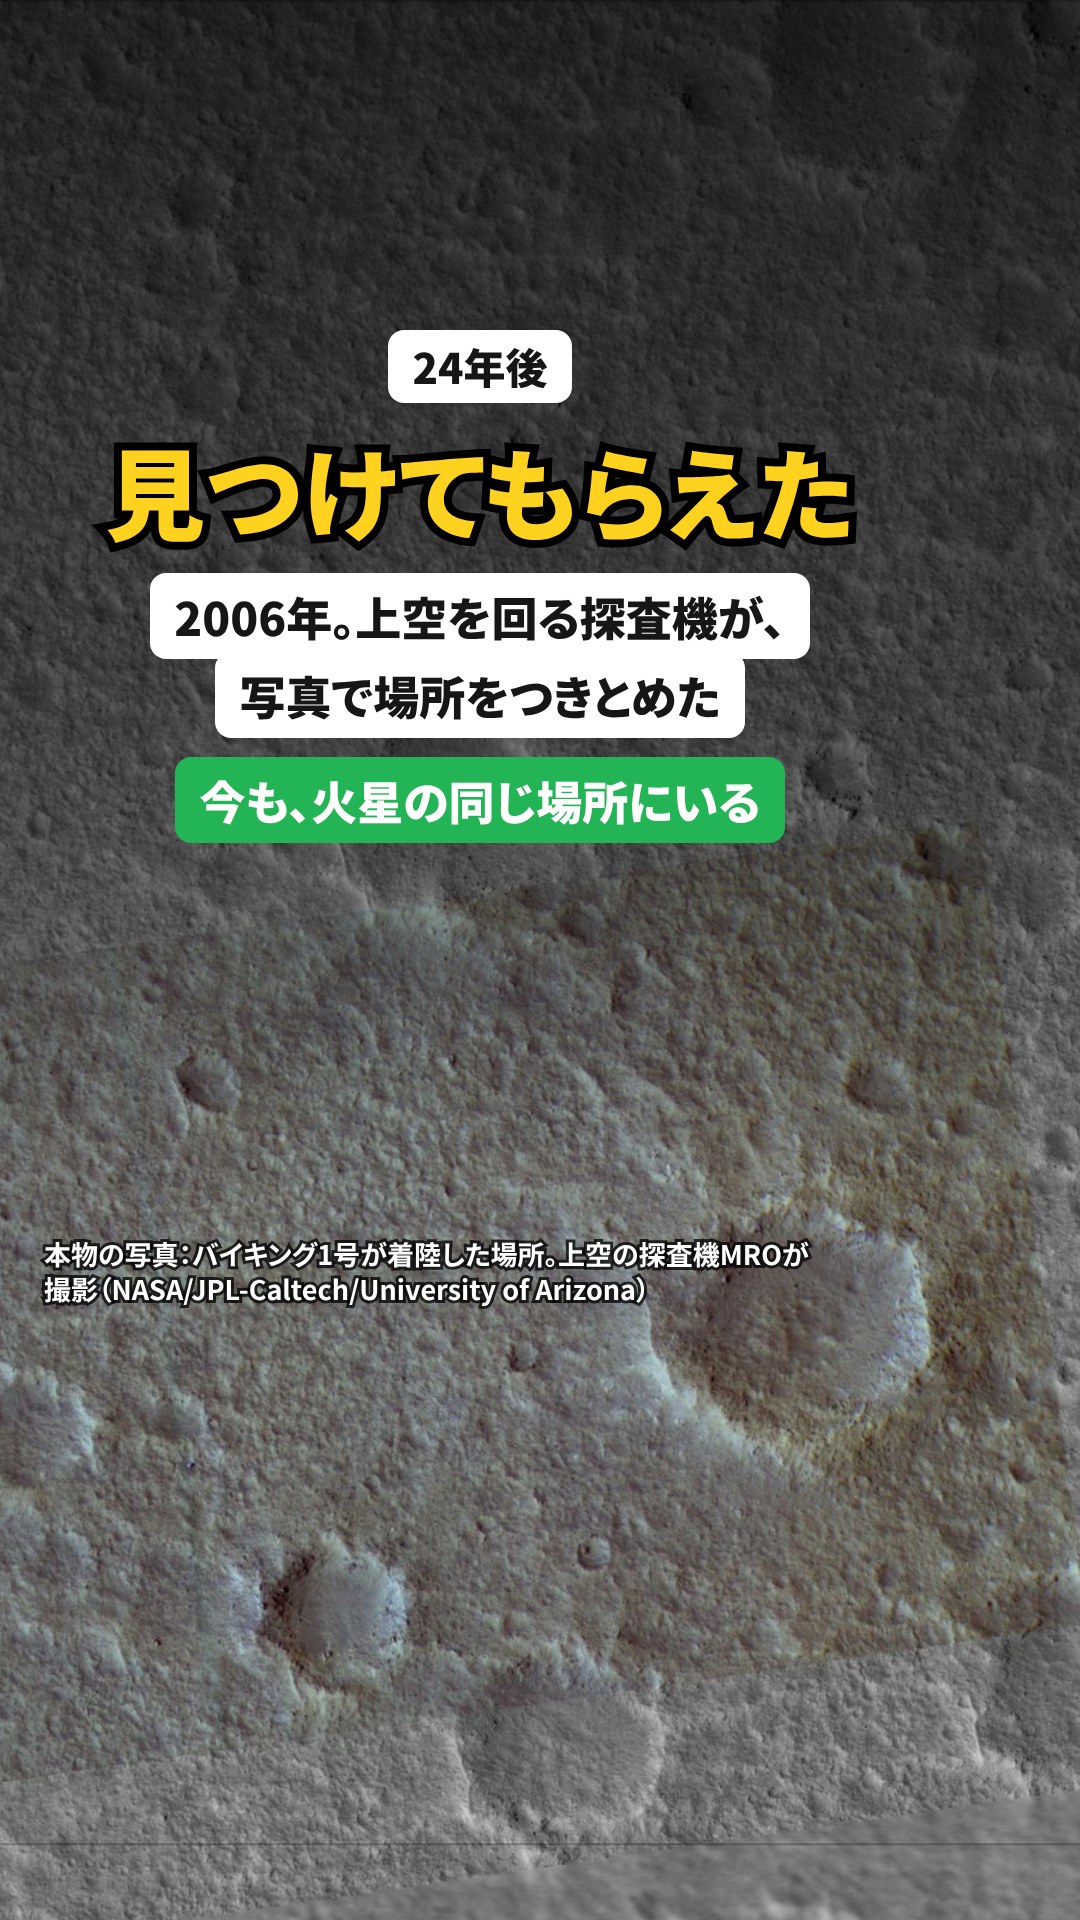 24年後
見つけてもらえた
2006年。上空を回る探査機が、
写真で場所をつきとめた
今も、火星の同じ場所にいる
本物の写真：バイキング1号が着陸した場所。上空の探査機MROが
撮影（NASA/JPL-Caltech/University of Arizona）